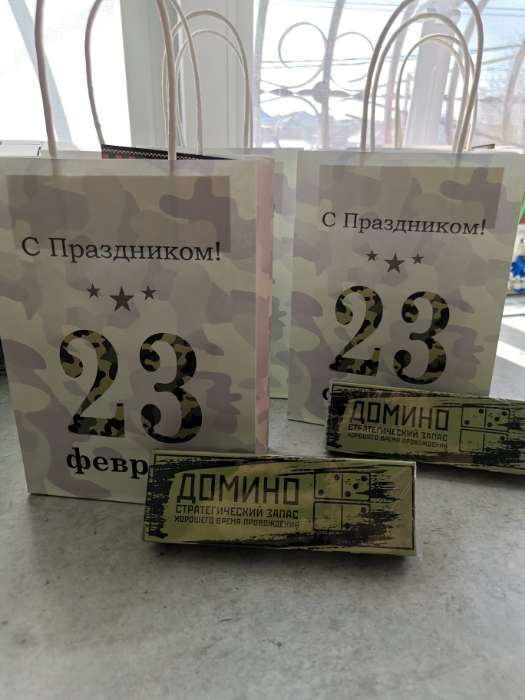 С Праздником!
23
февр
ДОМИНО
СТРАТЕГИЧЕСКИЙ ЗАПАС
ХОРОШЕГО ВРЕМЯ ПРОВОЖДЕНИЯ
С Праздником!
23
ДОМИНО
СТРАТЕГИЧЕСКИЙ ЗАПАС
ХОРОШЕГО ВРЕМЯ ПРОВОЖДЕНИЯ